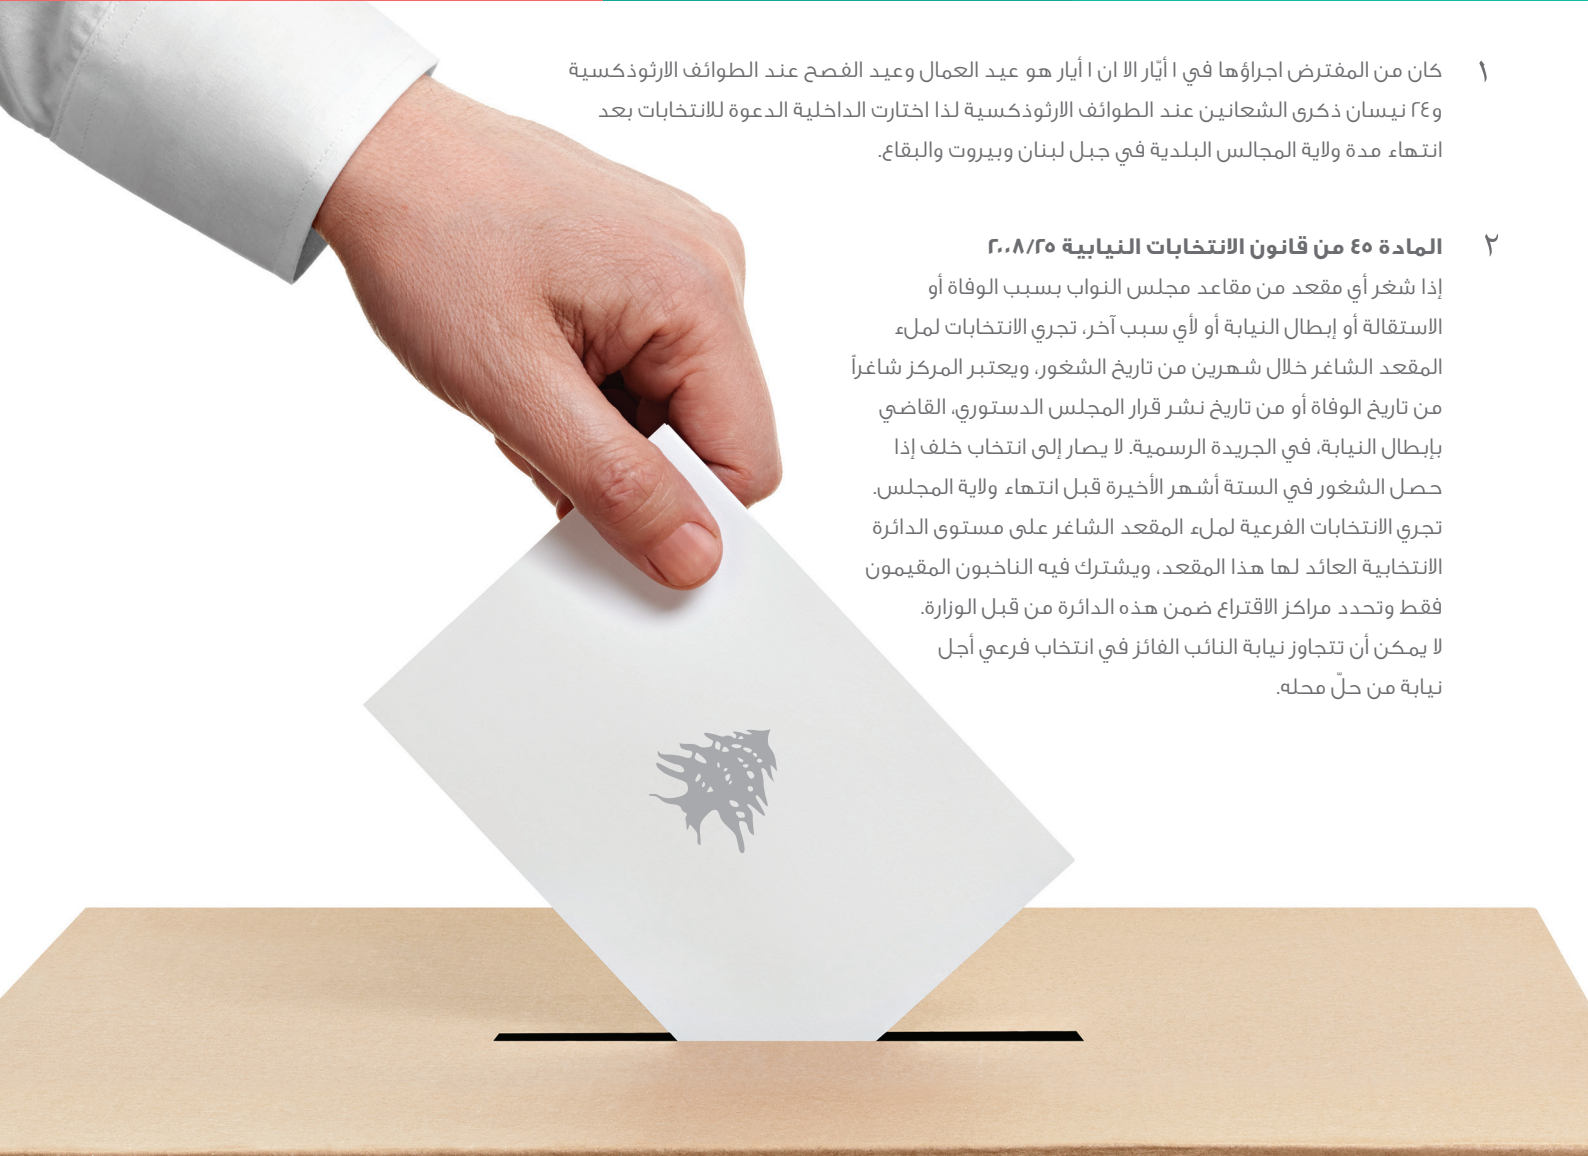 ١ كان من المفترض اجراؤها في ١ أيّار الا ان ١ أيار هو عيد العمال وعيد الفصح عند الطوائف الارثوذكسية
و٢٤ نيسان ذكرى الشعانين عند الطوائف الارثوذكسية لذا اختارت الداخلية الدعوة للانتخابات بعد
انتهاء مدة ولاية المجالس البلدية في جبل لبنان وبيروت والبقاع.
٢ المادة ٤٥ من قانون الانتخابات النيابية ٢٠٠٨/٢٥
إذا شغر أي مقعد من مقاعد مجلس النواب بسبب الوفاة أو
الاستقالة أو إبطال النيابة أو لأي سبب آخر، تجري الانتخابات لملء
المقعد الشاغر خلال شهرين من تاريخ الشغور، ويعتبر المركز شاغراً
من تاريخ الوفاة أو من تاريخ نشر قرار المجلس الدستوري، القاضي
بإبطال النيابة، في الجريدة الرسمية. لا يصار إلى انتخاب خلف إذا
حصل الشغور في الستة أشهر الأخيرة قبل انتهاء ولاية المجلس.
تجري الانتخابات الفرعية لملء المقعد الشاغر على مستوى الدائرة
الانتخابية العائد لها هذا المقعد، ويشترك فيه الناخبون المقيمون
فقط وتحدد مراكز الاقتراع ضمن هذه الدائرة من قبل الوزارة.
لا يمكن أن تتجاوز نيابة النائب الفائز في انتخاب فرعي أجل
نيابة من حلّ محله.